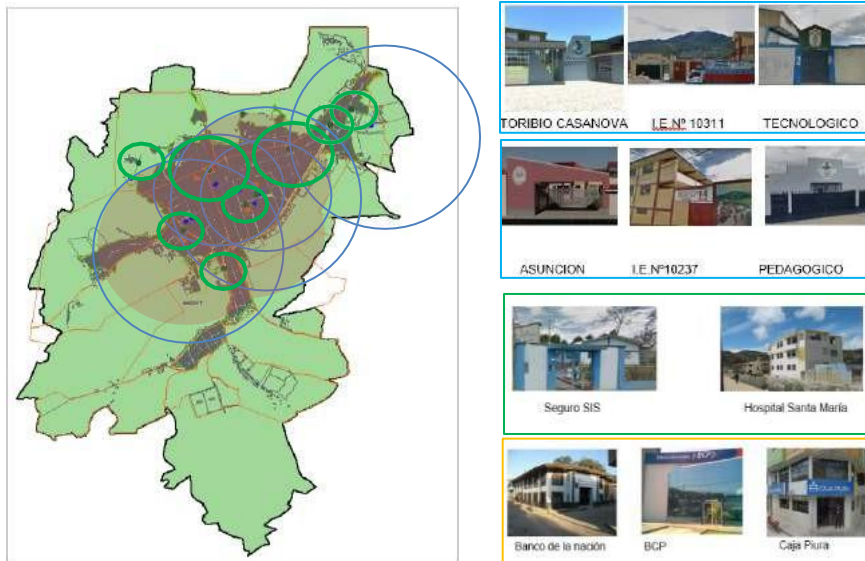 TORIBIO CASANOVA I.E.Nº 10311 TECNOLOGICO
ASUNCION I.E.Nº10237 PEDAGOGICO
Seguro SIS Hospital Santa María
Banco de la nación BCP Caja Piura